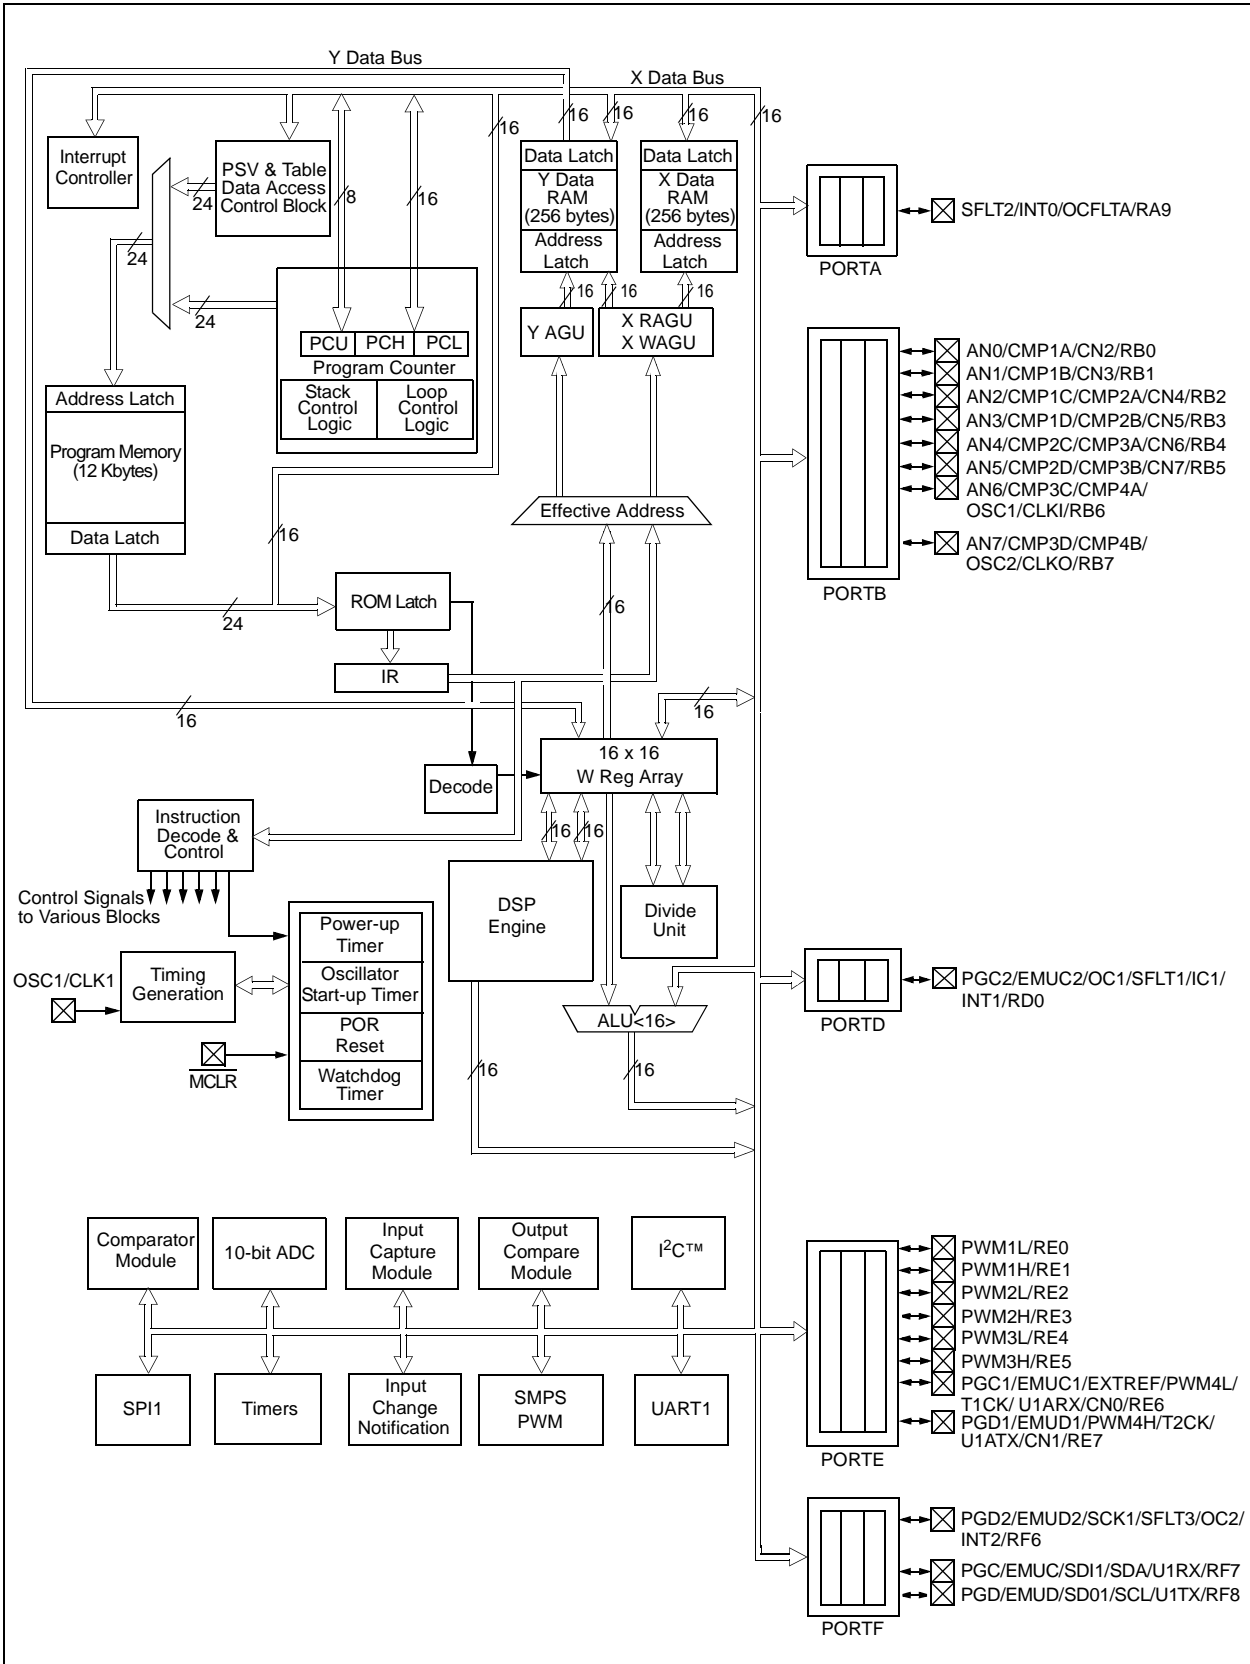 Y Data Bus
X Data Bus
16
16
16
16
16
Interrupt
Controller
PSV & Table
Data Access
Control Block
24
8
16
24
24
Data Latch
Y Data
RAM
(256 bytes)
Address
Latch
Data Latch
X Data
RAM
(256 bytes)
Address
Latch
16
16
16
Y AGU
X RAGU
X WAGU
PCU
PCH
PCL
Program Counter
Stack
Control
Logic
Loop
Control
Logic
Address Latch
Program Memory
(12 Kbytes)
Data Latch
16
24
Effective Address
ROM Latch
16
IR
16
16
16 x 16
W Reg Array
Decode
16
16
Instruction
Decode &
Control
Control Signals
to Various Blocks
DSP
Engine
Divide
Unit
Power-up
Timer
Oscillator
Start-up Timer
POR
Reset
Watchdog
Timer
OSC1/CLK1
Timing
Generation
MCLR
ALU<16>
16
16
Comparator
Module
10-bit ADC
Input
Capture
Module
Output
Compare
Module
I2C™
SPI1
Timers
Input
Change
Notification
SMPS
PWM
UART1
SFLT2/INT0/OCFLTA/RA9
PORTA
AN0/CMP1A/CN2/RB0
AN1/CMP1B/CN3/RB1
AN2/CMP1C/CMP2A/CN4/RB2
AN3/CMP1D/CMP2B/CN5/RB3
AN4/CMP2C/CMP3A/CN6/RB4
AN5/CMP2D/CMP3B/CN7/RB5
AN6/CMP3C/CMP4A/
OSC1/CLKI/RB6
AN7/CMP3D/CMP4B/
OSC2/CLKO/RB7
PORTB
PGC2/EMUC2/OC1/SFLT1/IC1/
INT1/RD0
PORTD
PWM1L/RE0
PWM1H/RE1
PWM2L/RE2
PWM2H/RE3
PWM3L/RE4
PWM3H/RE5
PGC1/EMUC1/EXTREF/PWM4L/
T1CK/ U1ARX/CN0/RE6
PGD1/EMUD1/PWM4H/T2CK/
U1ATX/CN1/RE7
PORTE
PGD2/EMUD2/SCK1/SFLT3/OC2/
INT2/RF6
PGC/EMUC/SDI1/SDA/U1RX/RF7
PGD/EMUD/SD01/SCL/U1TX/RF8
PORTF